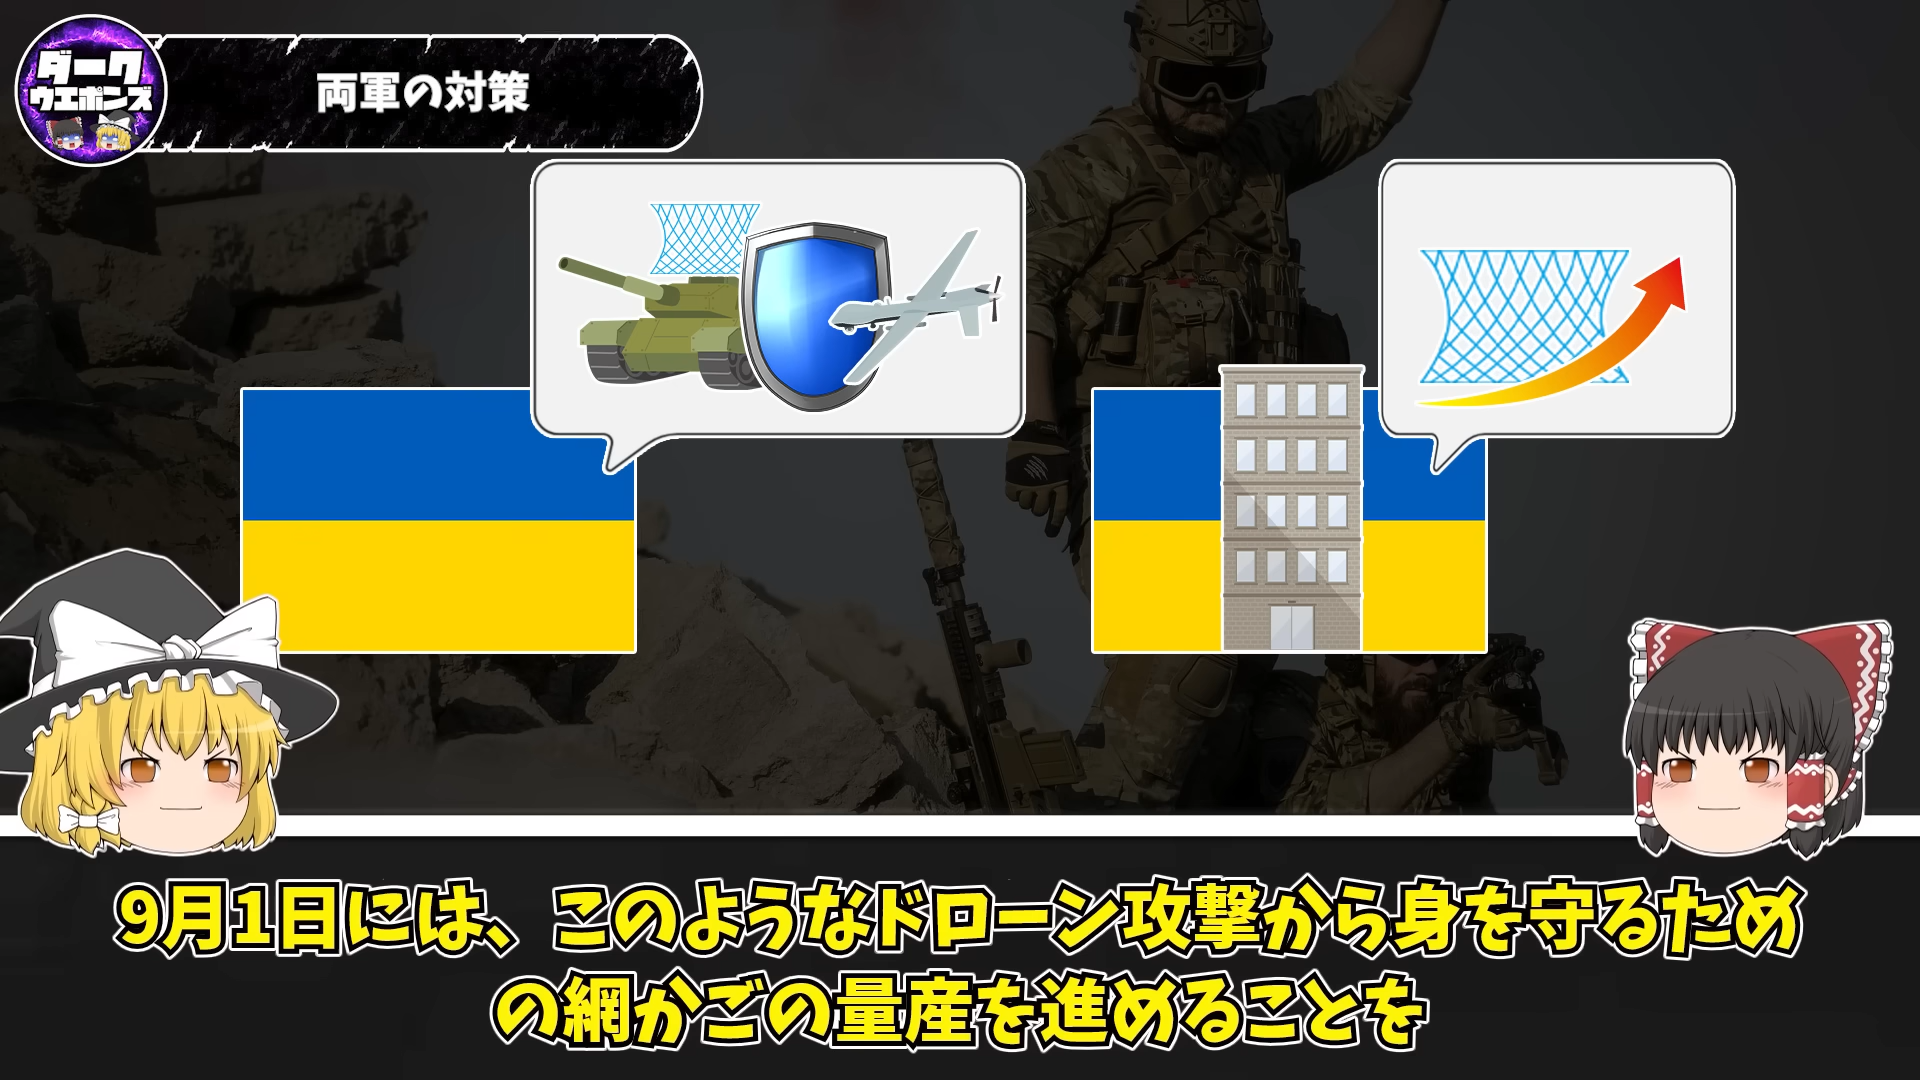 ダーク
ウエポンズ
両軍の対策
9月1日には、このようなドローン攻撃から身を守るため
の網かごの量産を進めることを